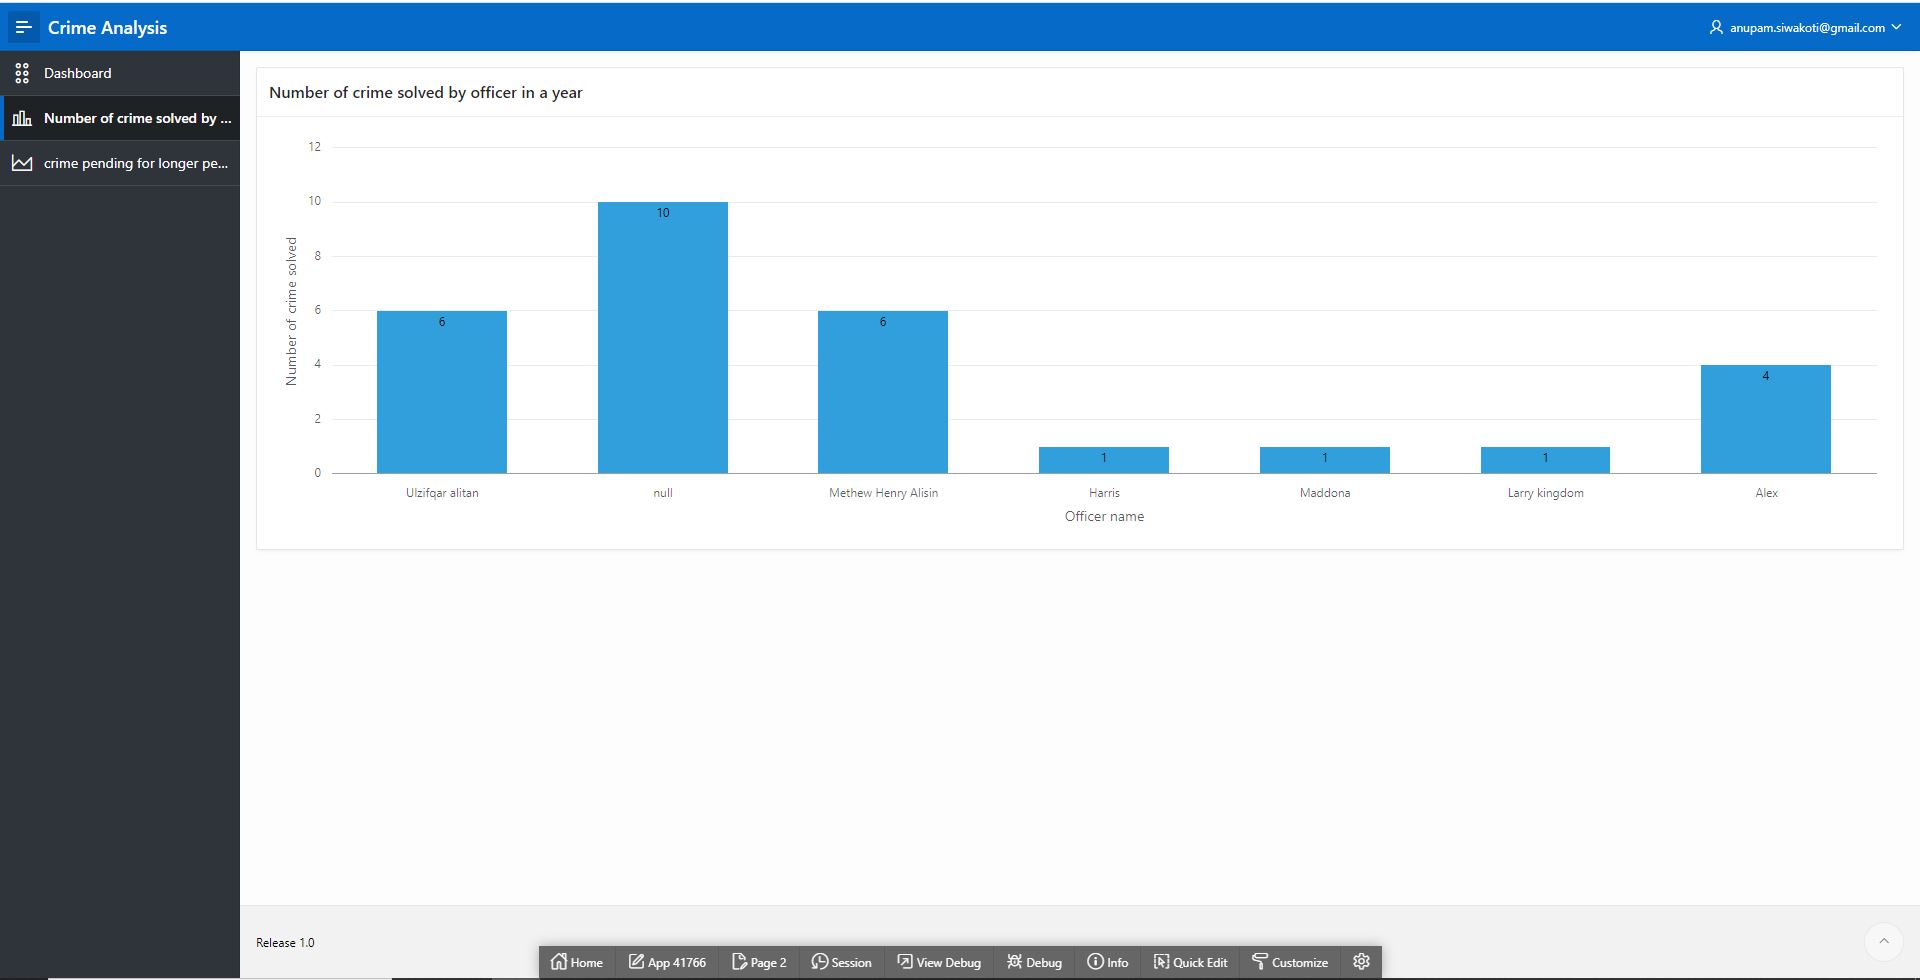 Crime Analysis
anupam.siwakoti@gmail.com
Dashboard
Number of crime solved by ...
crime pending for longer pe...
Number of crime solved by officer in a year
Number of crime solved
12
10
8
6
4
2
0
6
10
6
1
1
1
4
Ulzifqar alitan
null
Methew Henry Alisin
Harris
Maddona
Larry kingdom
Alex
Officer name
Release 1.0
Home
App 41766
Page 2
Session
View Debug
Debug
Info
Quick Edit
Customize